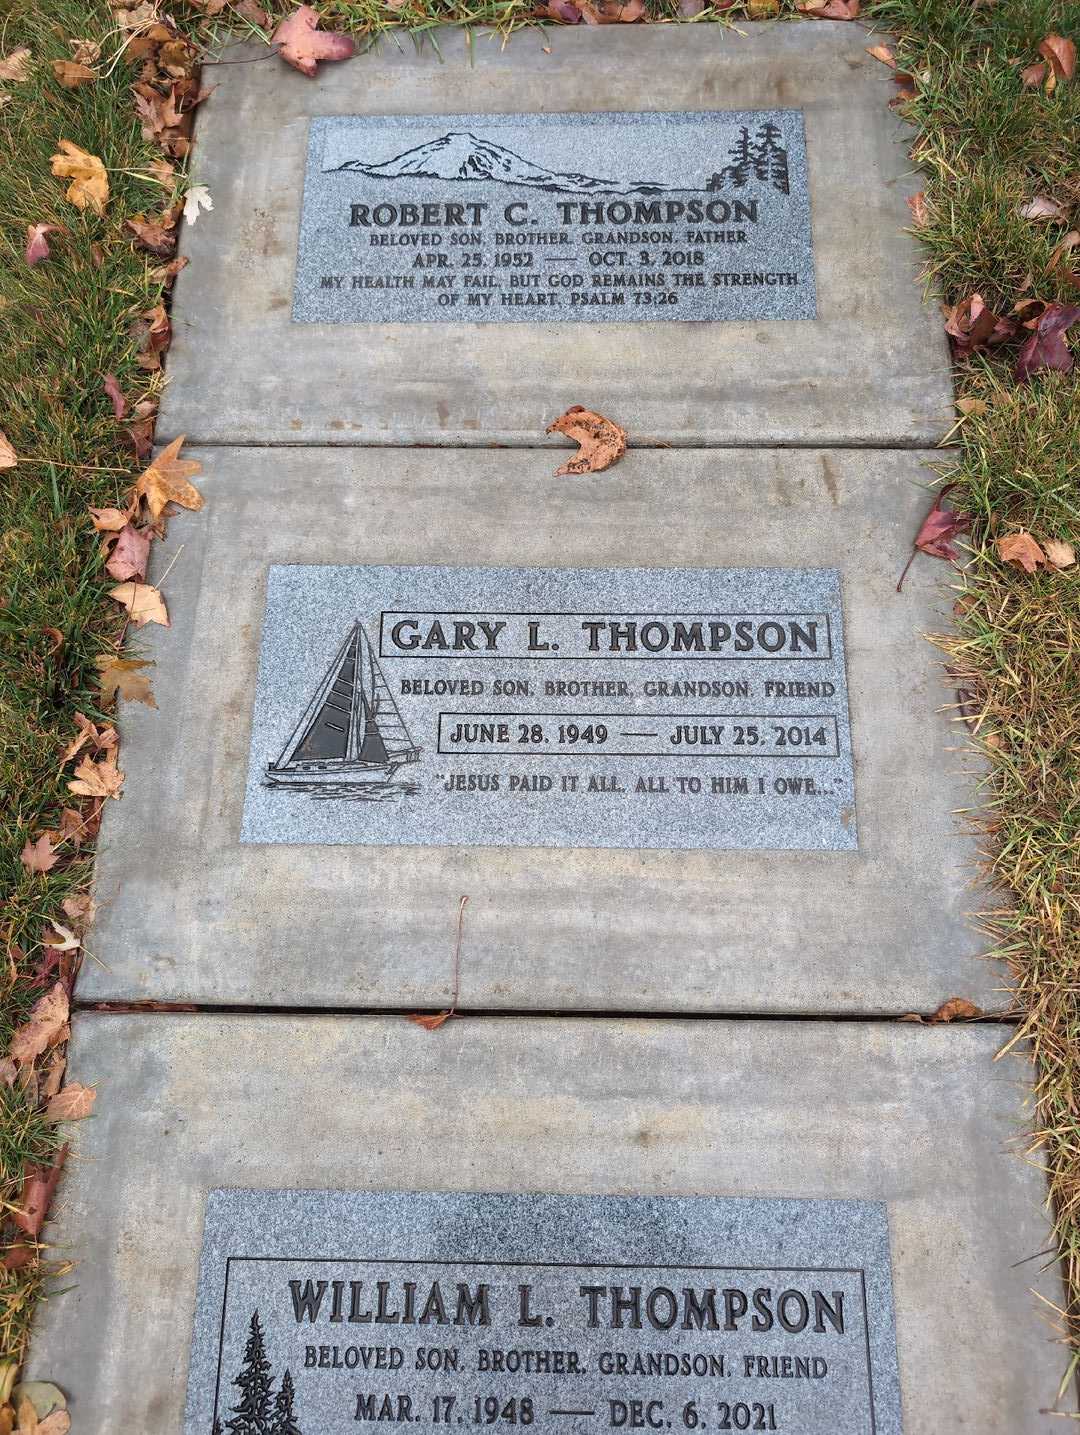 ROBERT C. THOMPSON
BELOVED SON, BROTHER, GRANDSON, FATHER
APR. 25, 1952 — OCT. 3, 2018
MY HEALTH MAY FAIL, BUT GOD REMAINS THE STRENGTH
OF MY HEART, PSALM 73:26
GARY L. THOMPSON
BELOVED SON, BROTHER, GRANDSON, FRIEND
JUNE 28, 1949 — JULY 25, 2014
"JESUS PAID IT ALL, ALL TO HIM I OWE..."
WILLIAM L. THOMPSON
BELOVED SON, BROTHER, GRANDSON, FRIEND
MAR. 17, 1948 — DEC. 6, 2021